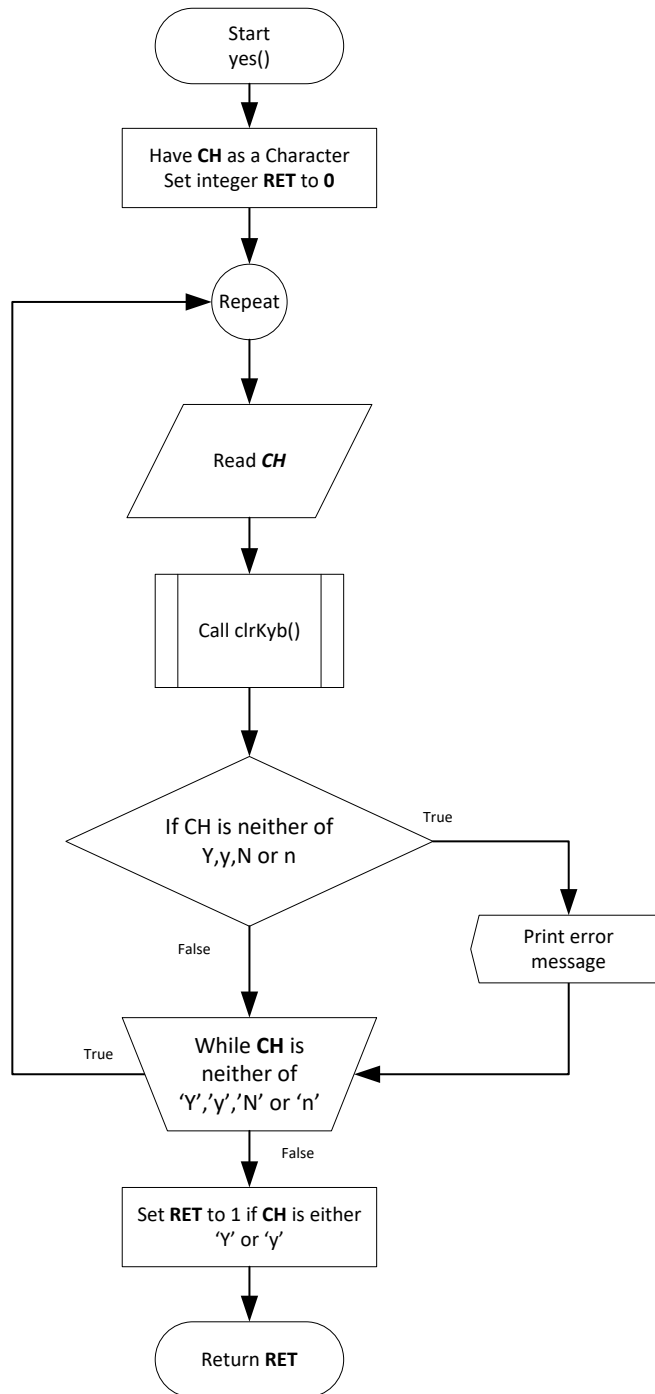 Start
yes()
Have CH as a Character
Set integer RET to 0
Repeat
Read CH
Call clrKyb()
If CH is neither of
Y,y,N or n
True
False
Print error
message
While CH is
neither of
‘Y’,’y’,’N’ or ‘n’
True
False
Set RET to 1 if CH is either
‘Y’ or ‘y’
Return RET